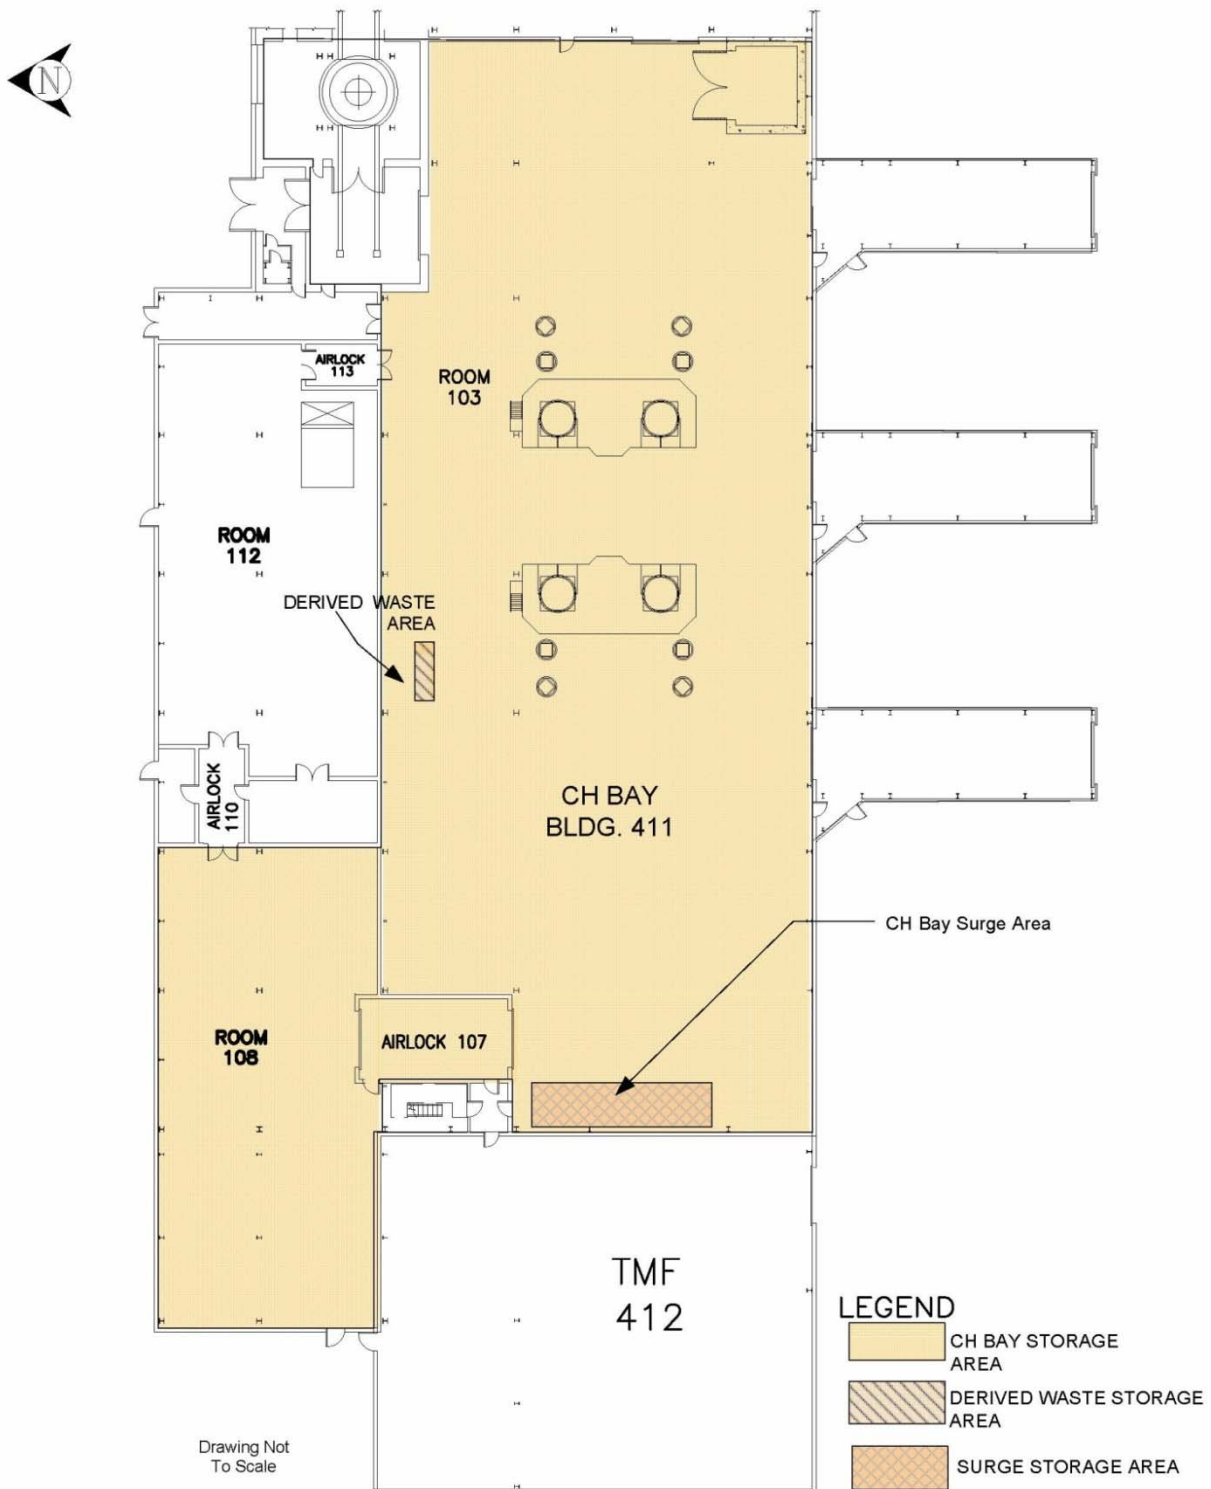 N
AIRLOCK
113
ROOM
103
ROOM
112
DERIVED WASTE
AREA
AIRLOCK
110
CH BAY
BLDG. 411
CH Bay Surge Area
ROOM
108
AIRLOCK 107
TMF
412
LEGEND
CH BAY STORAGE
AREA
DERIVED WASTE STORAGE
AREA
SURGE STORAGE AREA
Drawing Not
To Scale